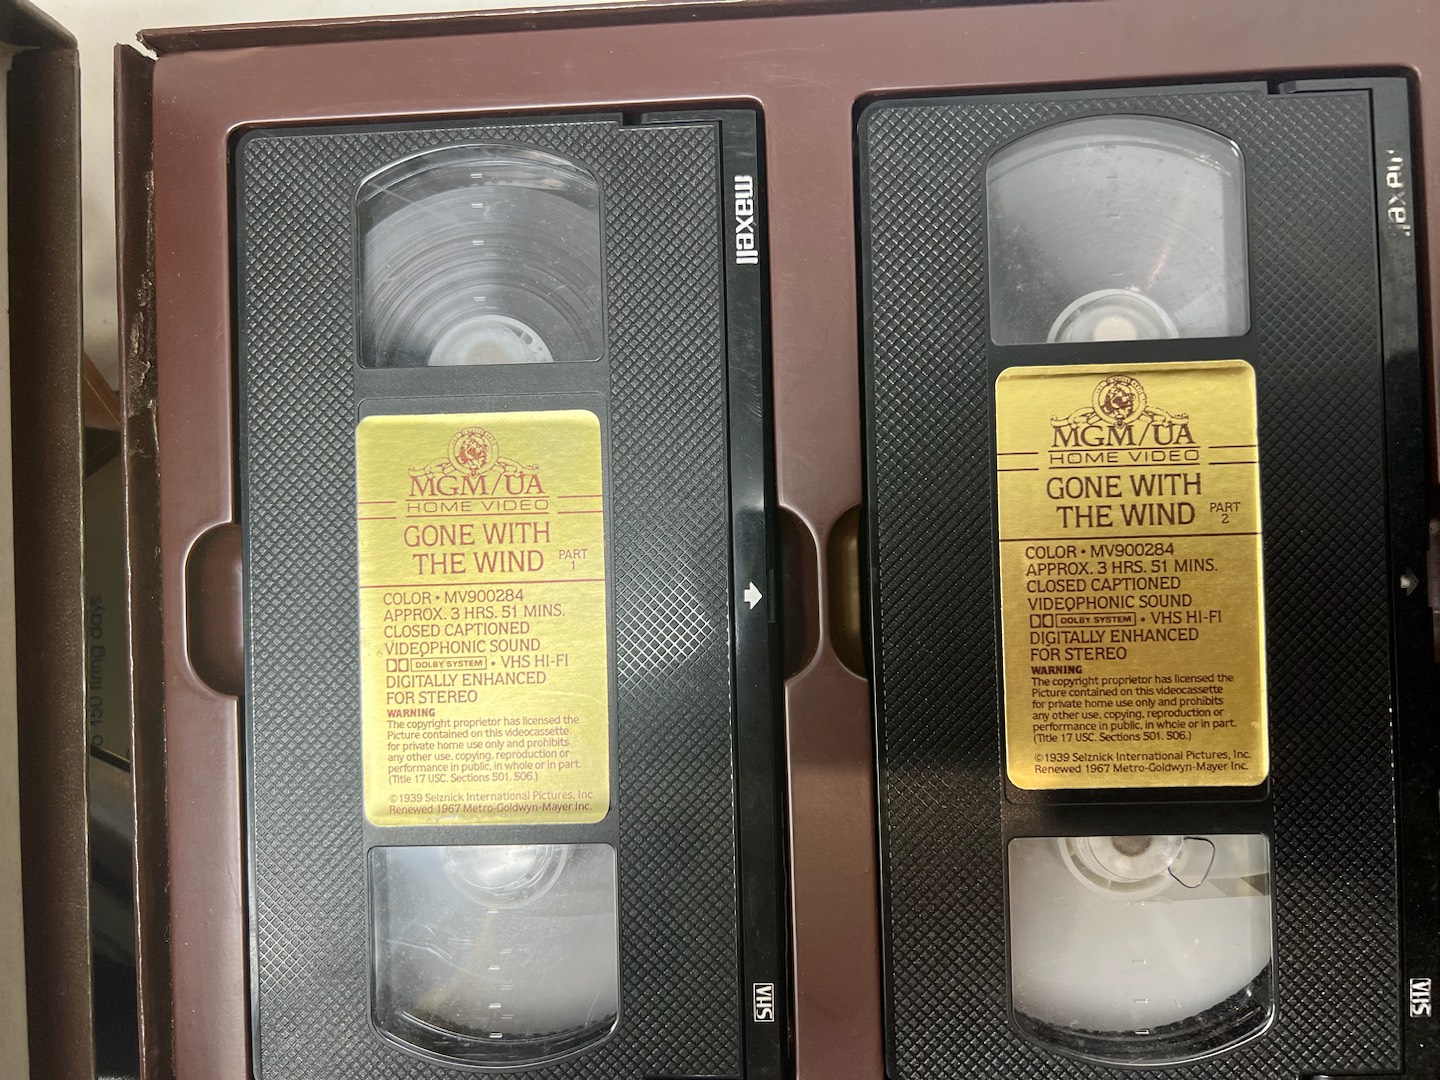 maxell
MGM/UA
HOME VIDEO
GONE WITH
THE WIND PART
1
COLOR • MV900284
APPROX. 3 HRS. 51 MINS.
CLOSED CAPTIONED
VIDEOPHONIC SOUND
DOLBY SYSTEM • VHS HI-FI
DIGITALLY ENHANCED
FOR STEREO
WARNING
The copyright proprietor has licensed the
Picture contained on this videocassette
for private home use only and prohibits
any other use, copying, reproduction or
performance in public, in whole or in part.
(Title 17 USC. Sections 501, 506.)
©1939 Selznick International Pictures, Inc.
Renewed 1967 Metro-Goldwyn-Mayer Inc.
VHS
MGM/UA
HOME VIDEO
GONE WITH
THE WIND PART
2
COLOR • MV900284
APPROX. 3 HRS. 51 MINS.
CLOSED CAPTIONED
VIDEOPHONIC SOUND
DOLBY SYSTEM • VHS HI-FI
DIGITALLY ENHANCED
FOR STEREO
WARNING
The copyright proprietor has licensed the
Picture contained on this videocassette
for private home use only and prohibits
any other use, copying, reproduction or
performance in public, in whole or in part.
(Title 17 USC. Sections 501, 506.)
©1939 Selznick International Pictures, Inc.
Renewed 1967 Metro-Goldwyn-Mayer Inc.
maxell
VHS
150 firing days.